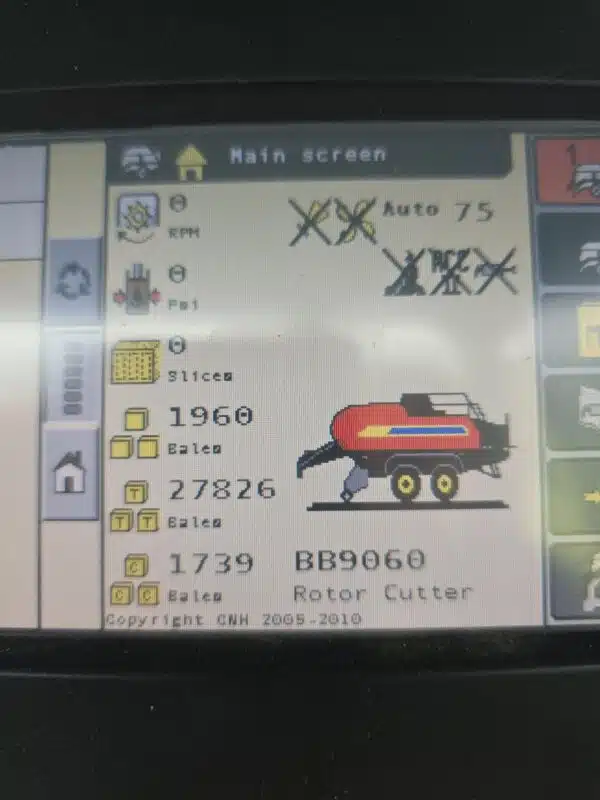 Main screen
0
RPM
Auto 75
0
Psi
ACC
0
Slices
1960
Bales
T
27826
T T
Bales
C
1739
C C
Bales
BB9060
Rotor Cutter
Copyright CNH 2005-2010